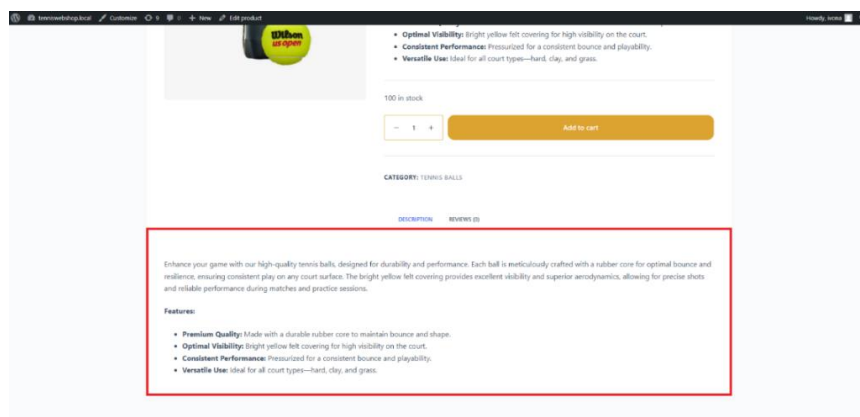 tenniswebshop.local Customize 9 0 + New Edit product Howdy, ivona
Wilson
us open
• Optimal Visibility: Bright yellow felt covering for high visibility on the court.
• Consistent Performance: Pressurized for a consistent bounce and playability.
• Versatile Use: Ideal for all court types—hard, clay, and grass.
100 in stock
− 1 +
Add to cart
CATEGORY: TENNIS BALLS
DESCRIPTION REVIEWS (0)
Enhance your game with our high-quality tennis balls, designed for durability and performance. Each ball is meticulously crafted with a rubber core for optimal bounce and
resilience, ensuring consistent play on any court surface. The bright yellow felt covering provides excellent visibility and superior aerodynamics, allowing for precise shots
and reliable performance during matches and practice sessions.
Features:
• Premium Quality: Made with a durable rubber core to maintain bounce and shape.
• Optimal Visibility: Bright yellow felt covering for high visibility on the court.
• Consistent Performance: Pressurized for a consistent bounce and playability.
• Versatile Use: Ideal for all court types—hard, clay, and grass.